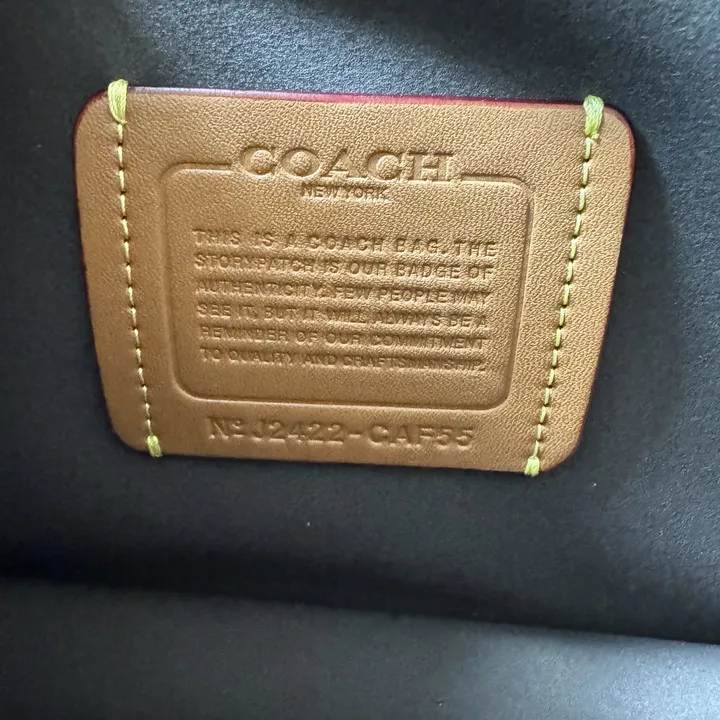 COACH
NEW YORK
THIS IS A COACH BAG. THE
STORYPATCH IS OUR BADGE OF
AUTHENTICITY. FEW PEOPLE MAY
SEE IT, BUT IT WILL ALWAYS BE A
REMINDER OF OUR COMMITMENT
TO QUALITY AND CRAFTSMANSHIP.
Nº J2422-CAF55